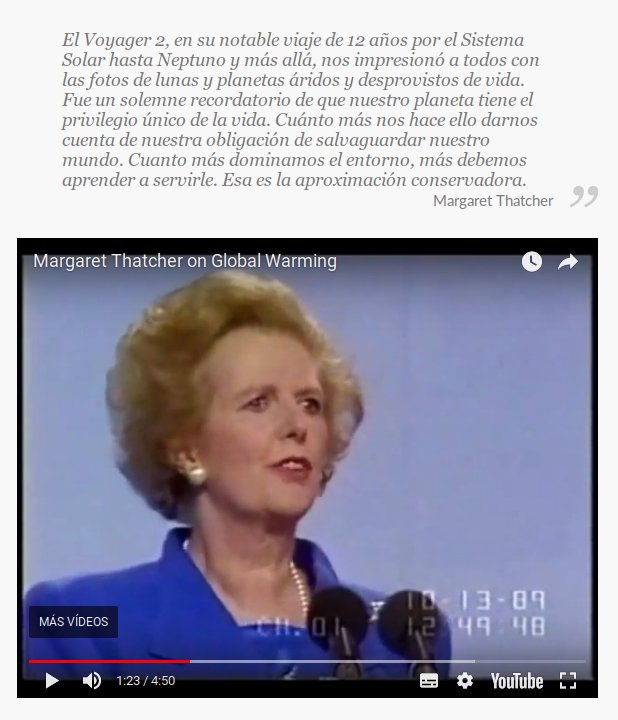 El Voyager 2, en su notable viaje de 12 años por el Sistema
Solar hasta Neptuno y más allá, nos impresionó a todos con
las fotos de lunas y planetas áridos y desprovistos de vida.
Fue un solemne recordatorio de que nuestro planeta tiene el
privilegio único de la vida. Cuánto más nos hace ello darnos
cuenta de nuestra obligación de salvaguardar nuestro
mundo. Cuanto más dominamos el entorno, más debemos
aprender a servirle. Esa es la aproximación conservadora.
Margaret Thatcher ”
Margaret Thatcher on Global Warming
10-13-89
CH.01 12:49:48
MÁS VÍDEOS
1:23 / 4:50 YouTube